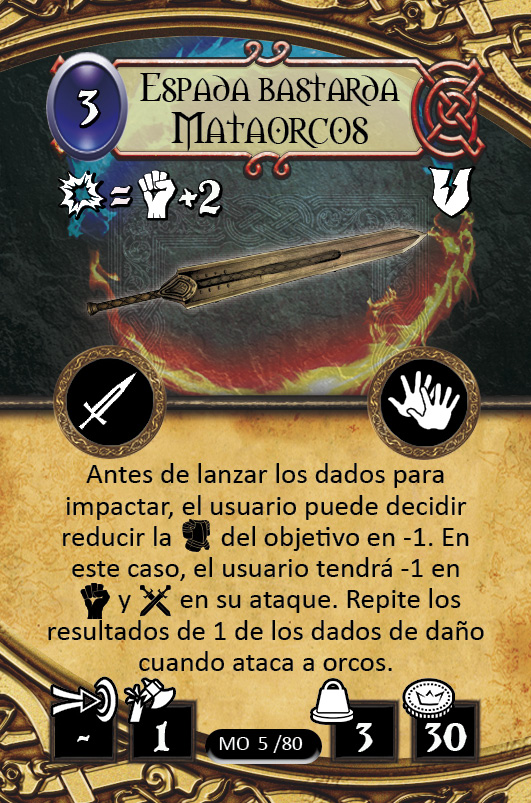 3
Espada bastarda
Mataorcos
= +2
Antes de lanzar los dados para
impactar, el usuario puede decidir
reducir la del objetivo en -1. En
este caso, el usuario tendrá -1 en
y en su ataque. Repite los
resultados de 1 de los dados de daño
cuando ataca a orcos.
- 1 MO 5 /80 3 30